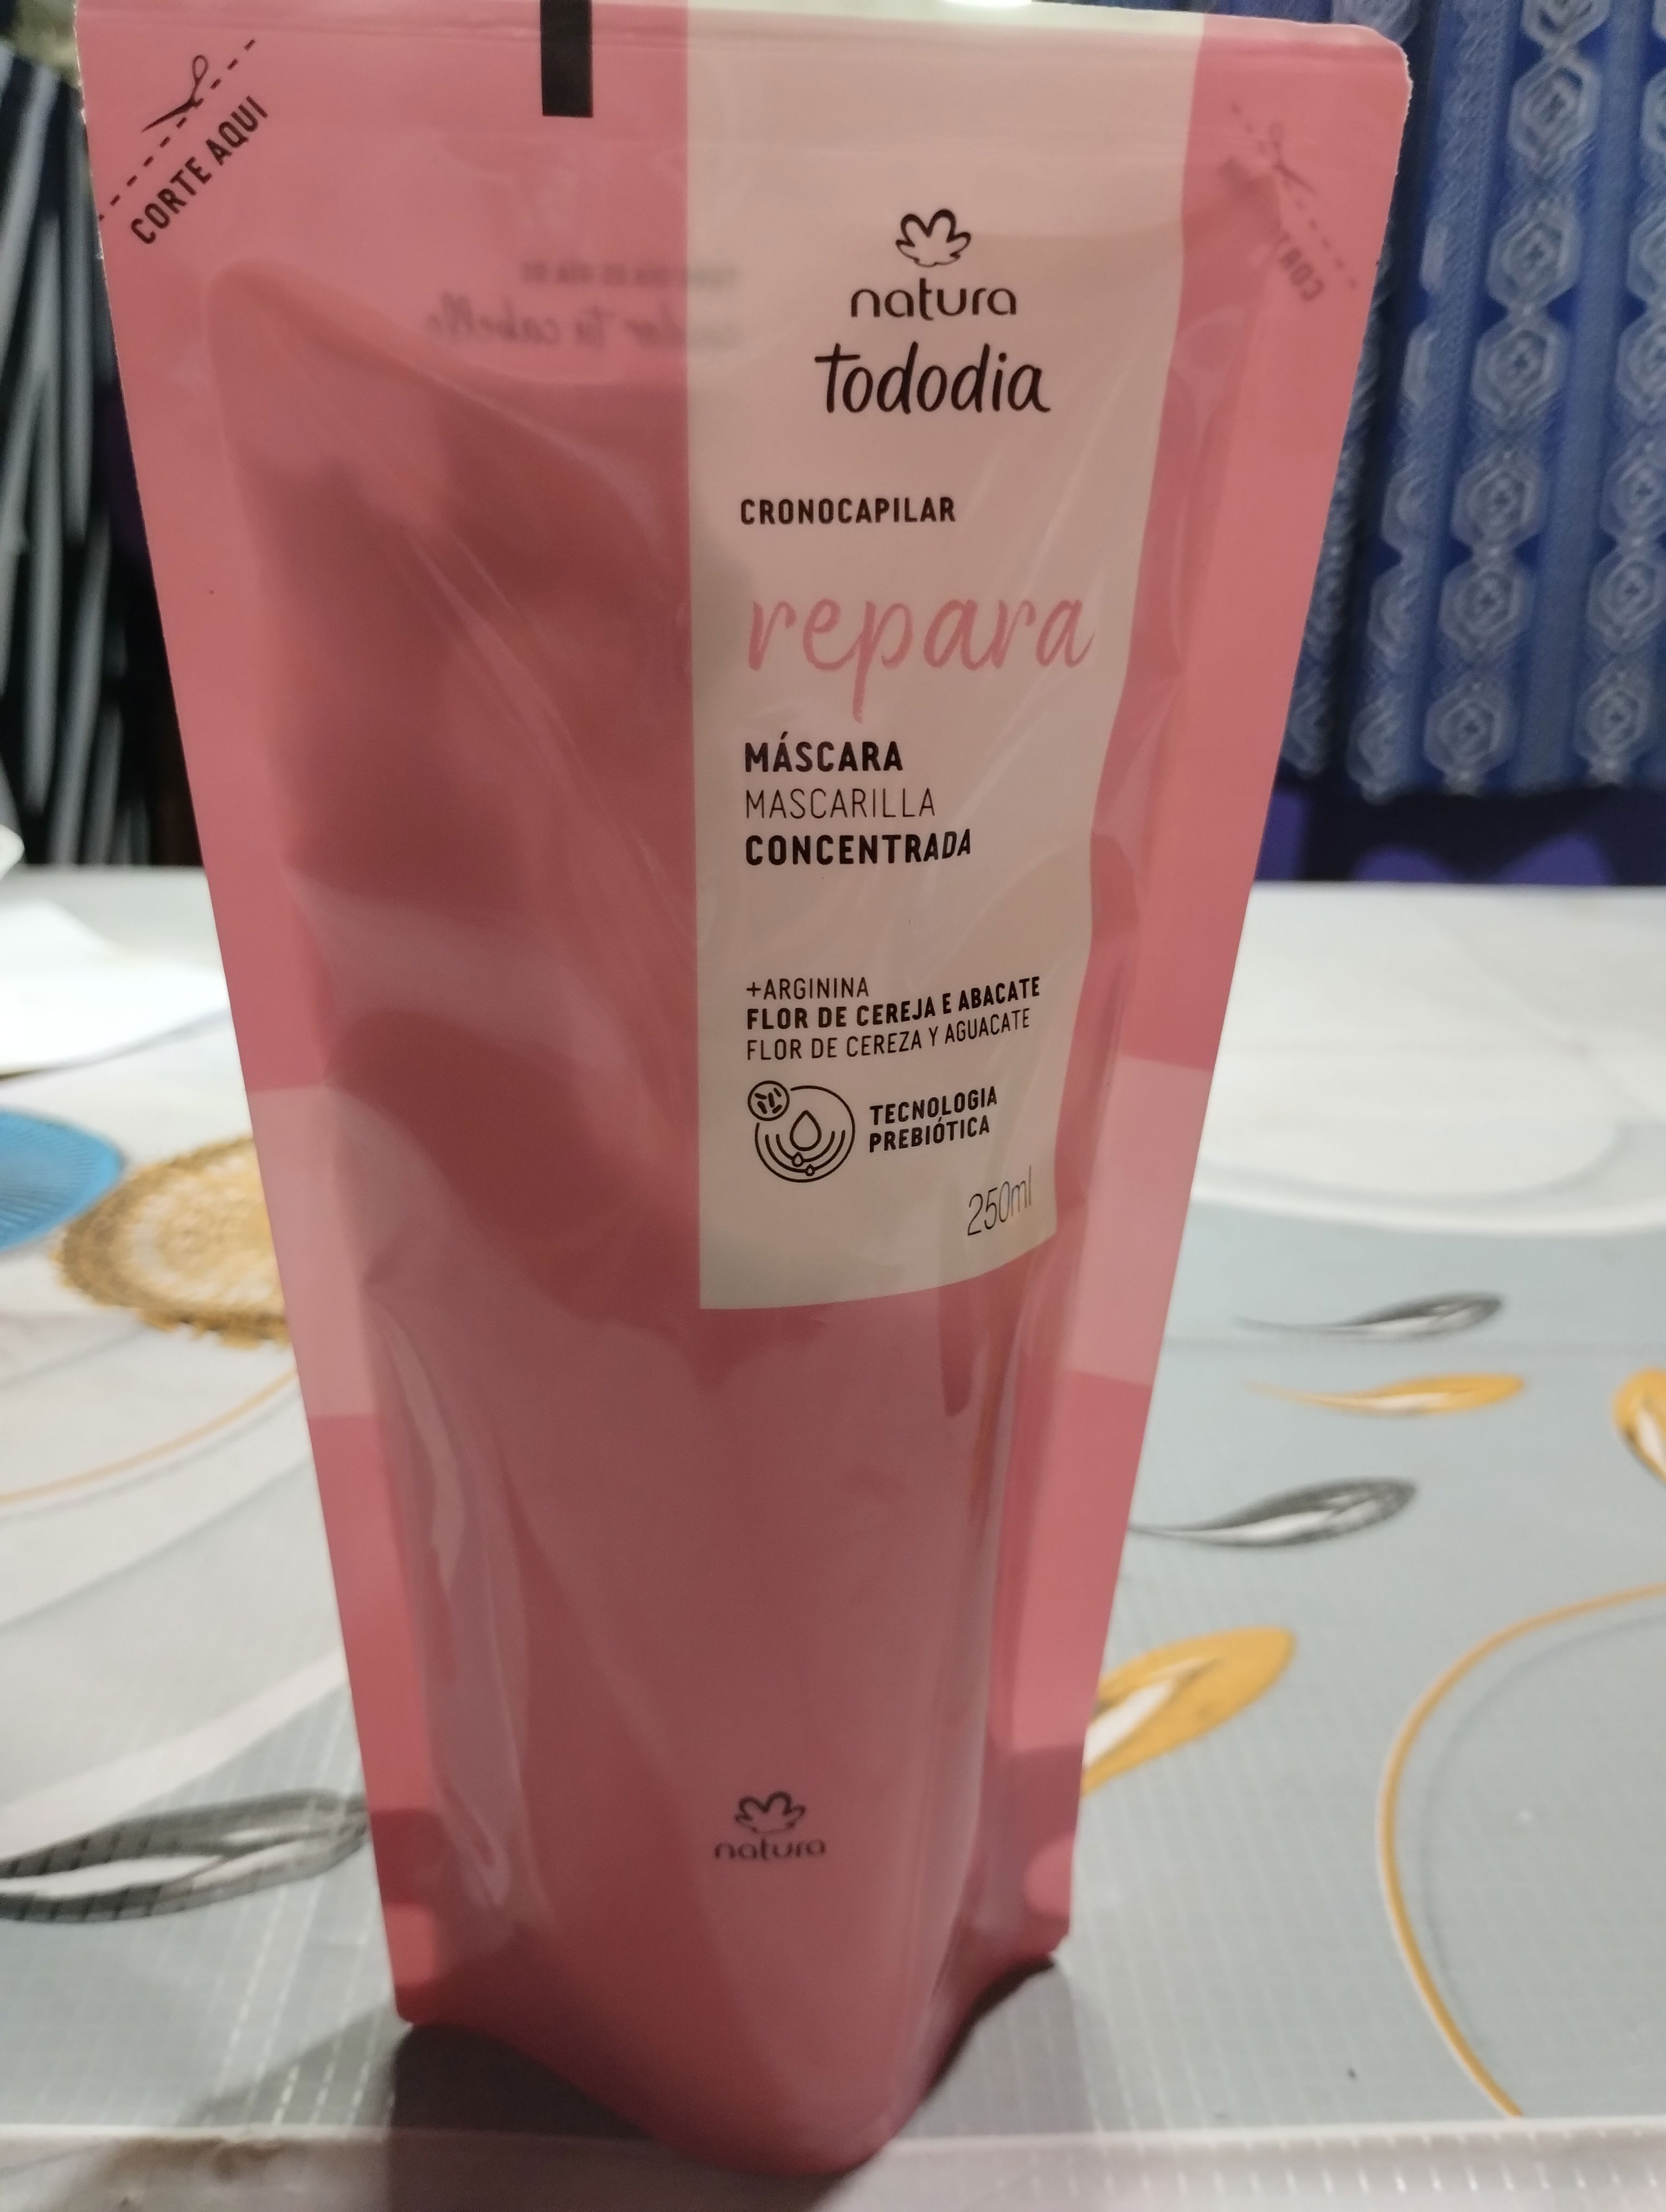 CORTE AQUI
natura
tododia
CRONOCAPILAR
repara
MÁSCARA
MASCARILLA
CONCENTRADA
+ARGININA
FLOR DE CEREJA E ABACATE
FLOR DE CEREZA Y AGUACATE
TECNOLOGIA
PREBIÓTICA
250ml
natura